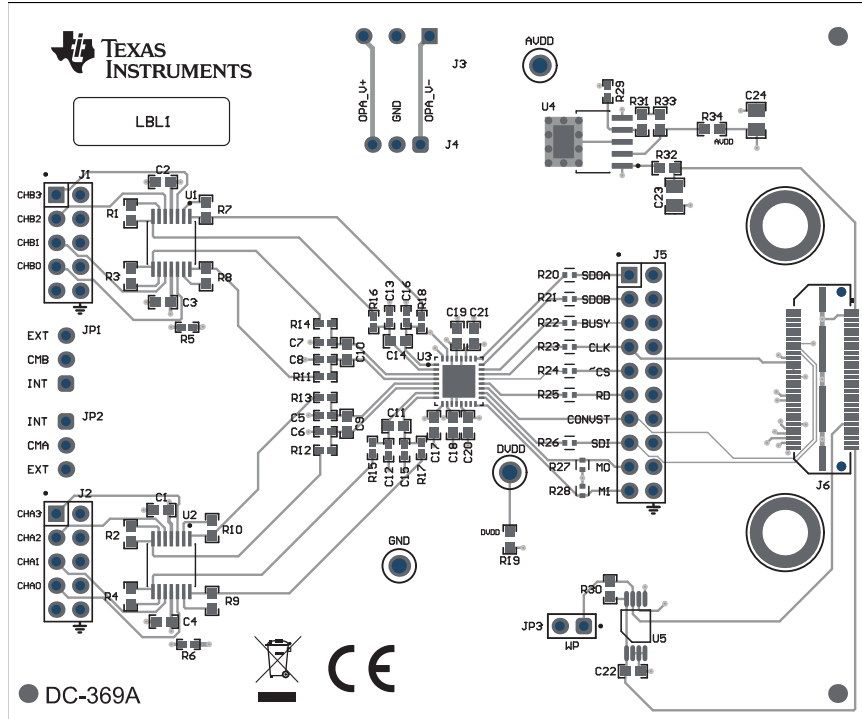 TEXAS
INSTRUMENTS
LBL1
OPA_V+
GND
OPA_V-
J3
J4
AVDD
R29
U4
R31
R33
R34
AVDD
C24
R32
C23
J1
C2
U1
CHB3
CHB2
CHB1
CHB0
R1
R7
R3
R8
C3
R5
EXT
JP1
CMB
INT
INT
JP2
CMA
EXT
R16
C13
C16
R18
C19
C21
R14
C7
C10
C14
U3
C8
R11
R13
C5
C9
C6
R12
C11
R15
C12
C15
R17
C17
C18
C20
J5
R20
SDOA
R21
SDOB
R22
BUSY
R23
CLK
R24
~CS
R25
RD
CONVST
R26
SDI
R27
M0
R28
M1
J6
DVDD
DVDD
R19
J2
C1
U2
CHA3
CHA2
CHA1
CHA0
R2
R10
R4
R9
C4
R6
GND
R30
JP3
WP
U5
C22
CE
DC-369A